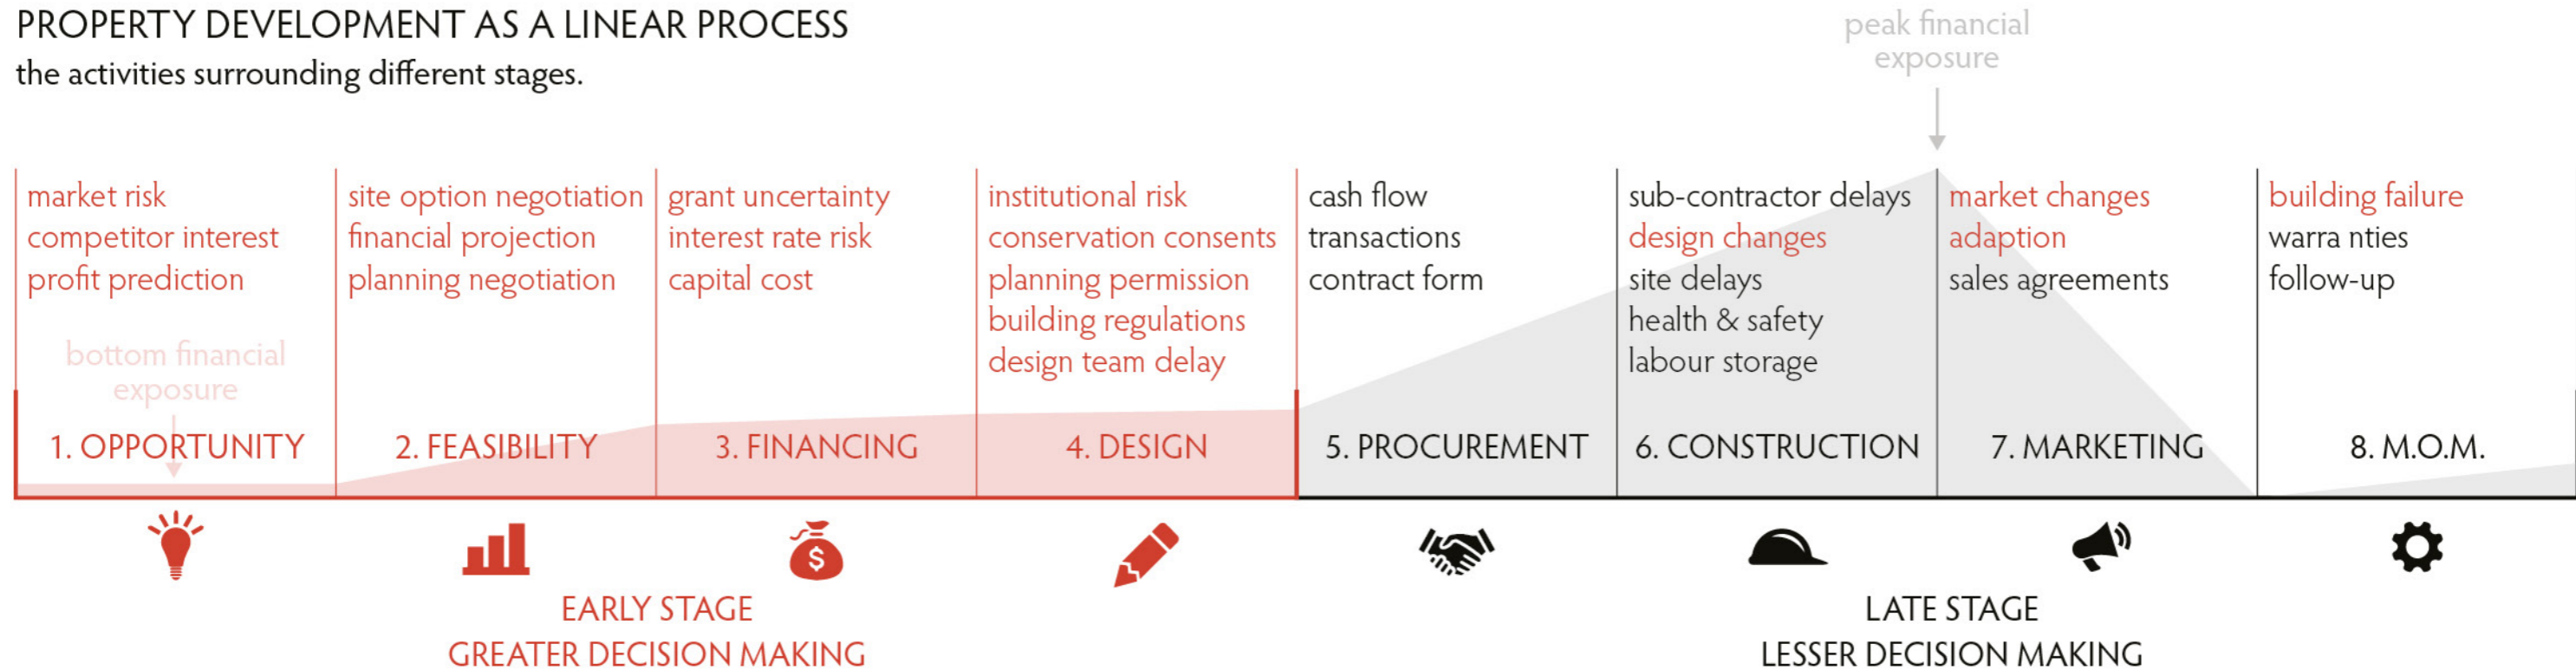 PROPERTY DEVELOPMENT AS A LINEAR PROCESS
the activities surrounding different stages.
peak financial
exposure
market risk
competitor interest
profit prediction
bottom financial
exposure
1. OPPORTUNITY
site option negotiation
financial projection
planning negotiation
2. FEASIBILITY
grant uncertainty
interest rate risk
capital cost
3. FINANCING
$
institutional risk
conservation consents
planning permission
building regulations
design team delay
4. DESIGN
cash flow
transactions
contract form
5. PROCUREMENT
sub-contractor delays
design changes
site delays
health & safety
labour storage
6. CONSTRUCTION
market changes
adaption
sales agreements
7. MARKETING
building failure
warra nties
follow-up
8. M.O.M.
EARLY STAGE
GREATER DECISION MAKING
LATE STAGE
LESSER DECISION MAKING